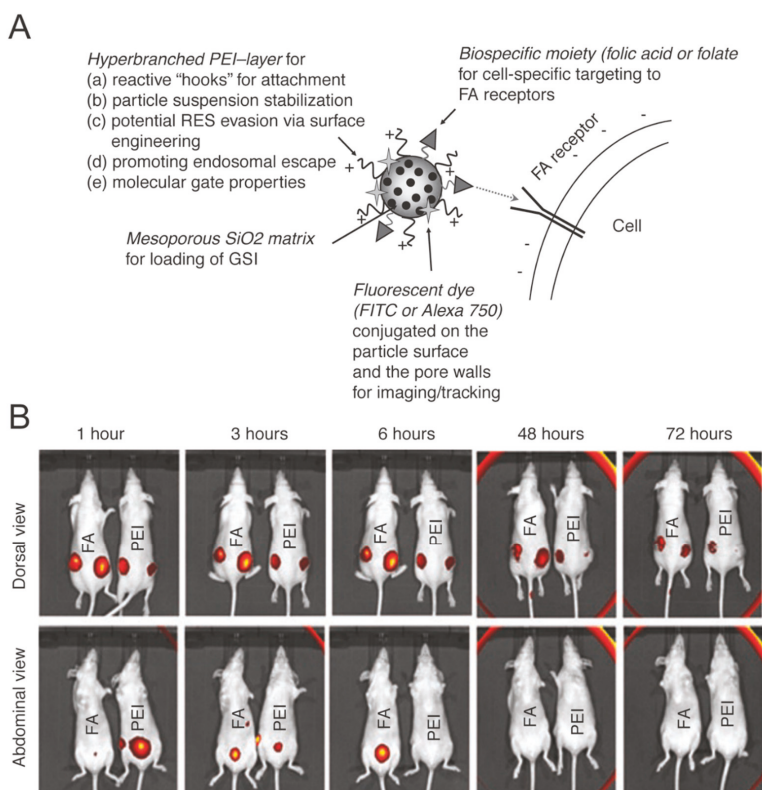 A
Hyperbranched PEI–layer for
(a) reactive “hooks” for attachment
(b) particle suspension stabilization
(c) potential RES evasion via surface
engineering
(d) promoting endosomal escape
(e) molecular gate properties
Biospecific moiety (folic acid or folate
for cell-specific targeting to
FA receptors
FA receptor
Cell
Mesoporous SiO2 matrix
for loading of GSI
Fluorescent dye
(FITC or Alexa 750)
conjugated on the
particle surface
and the pore walls
for imaging/tracking
+
+
+
+
+
+
-
-
-
-
-
B
1 hour
3 hours
6 hours
48 hours
72 hours
Dorsal view
FA
PEI
FA
PEI
FA
PEI
FA
PEI
FA
PEI
Abdominal view
FA
PEI
FA
PEI
FA
PEI
FA
PEI
FA
PEI